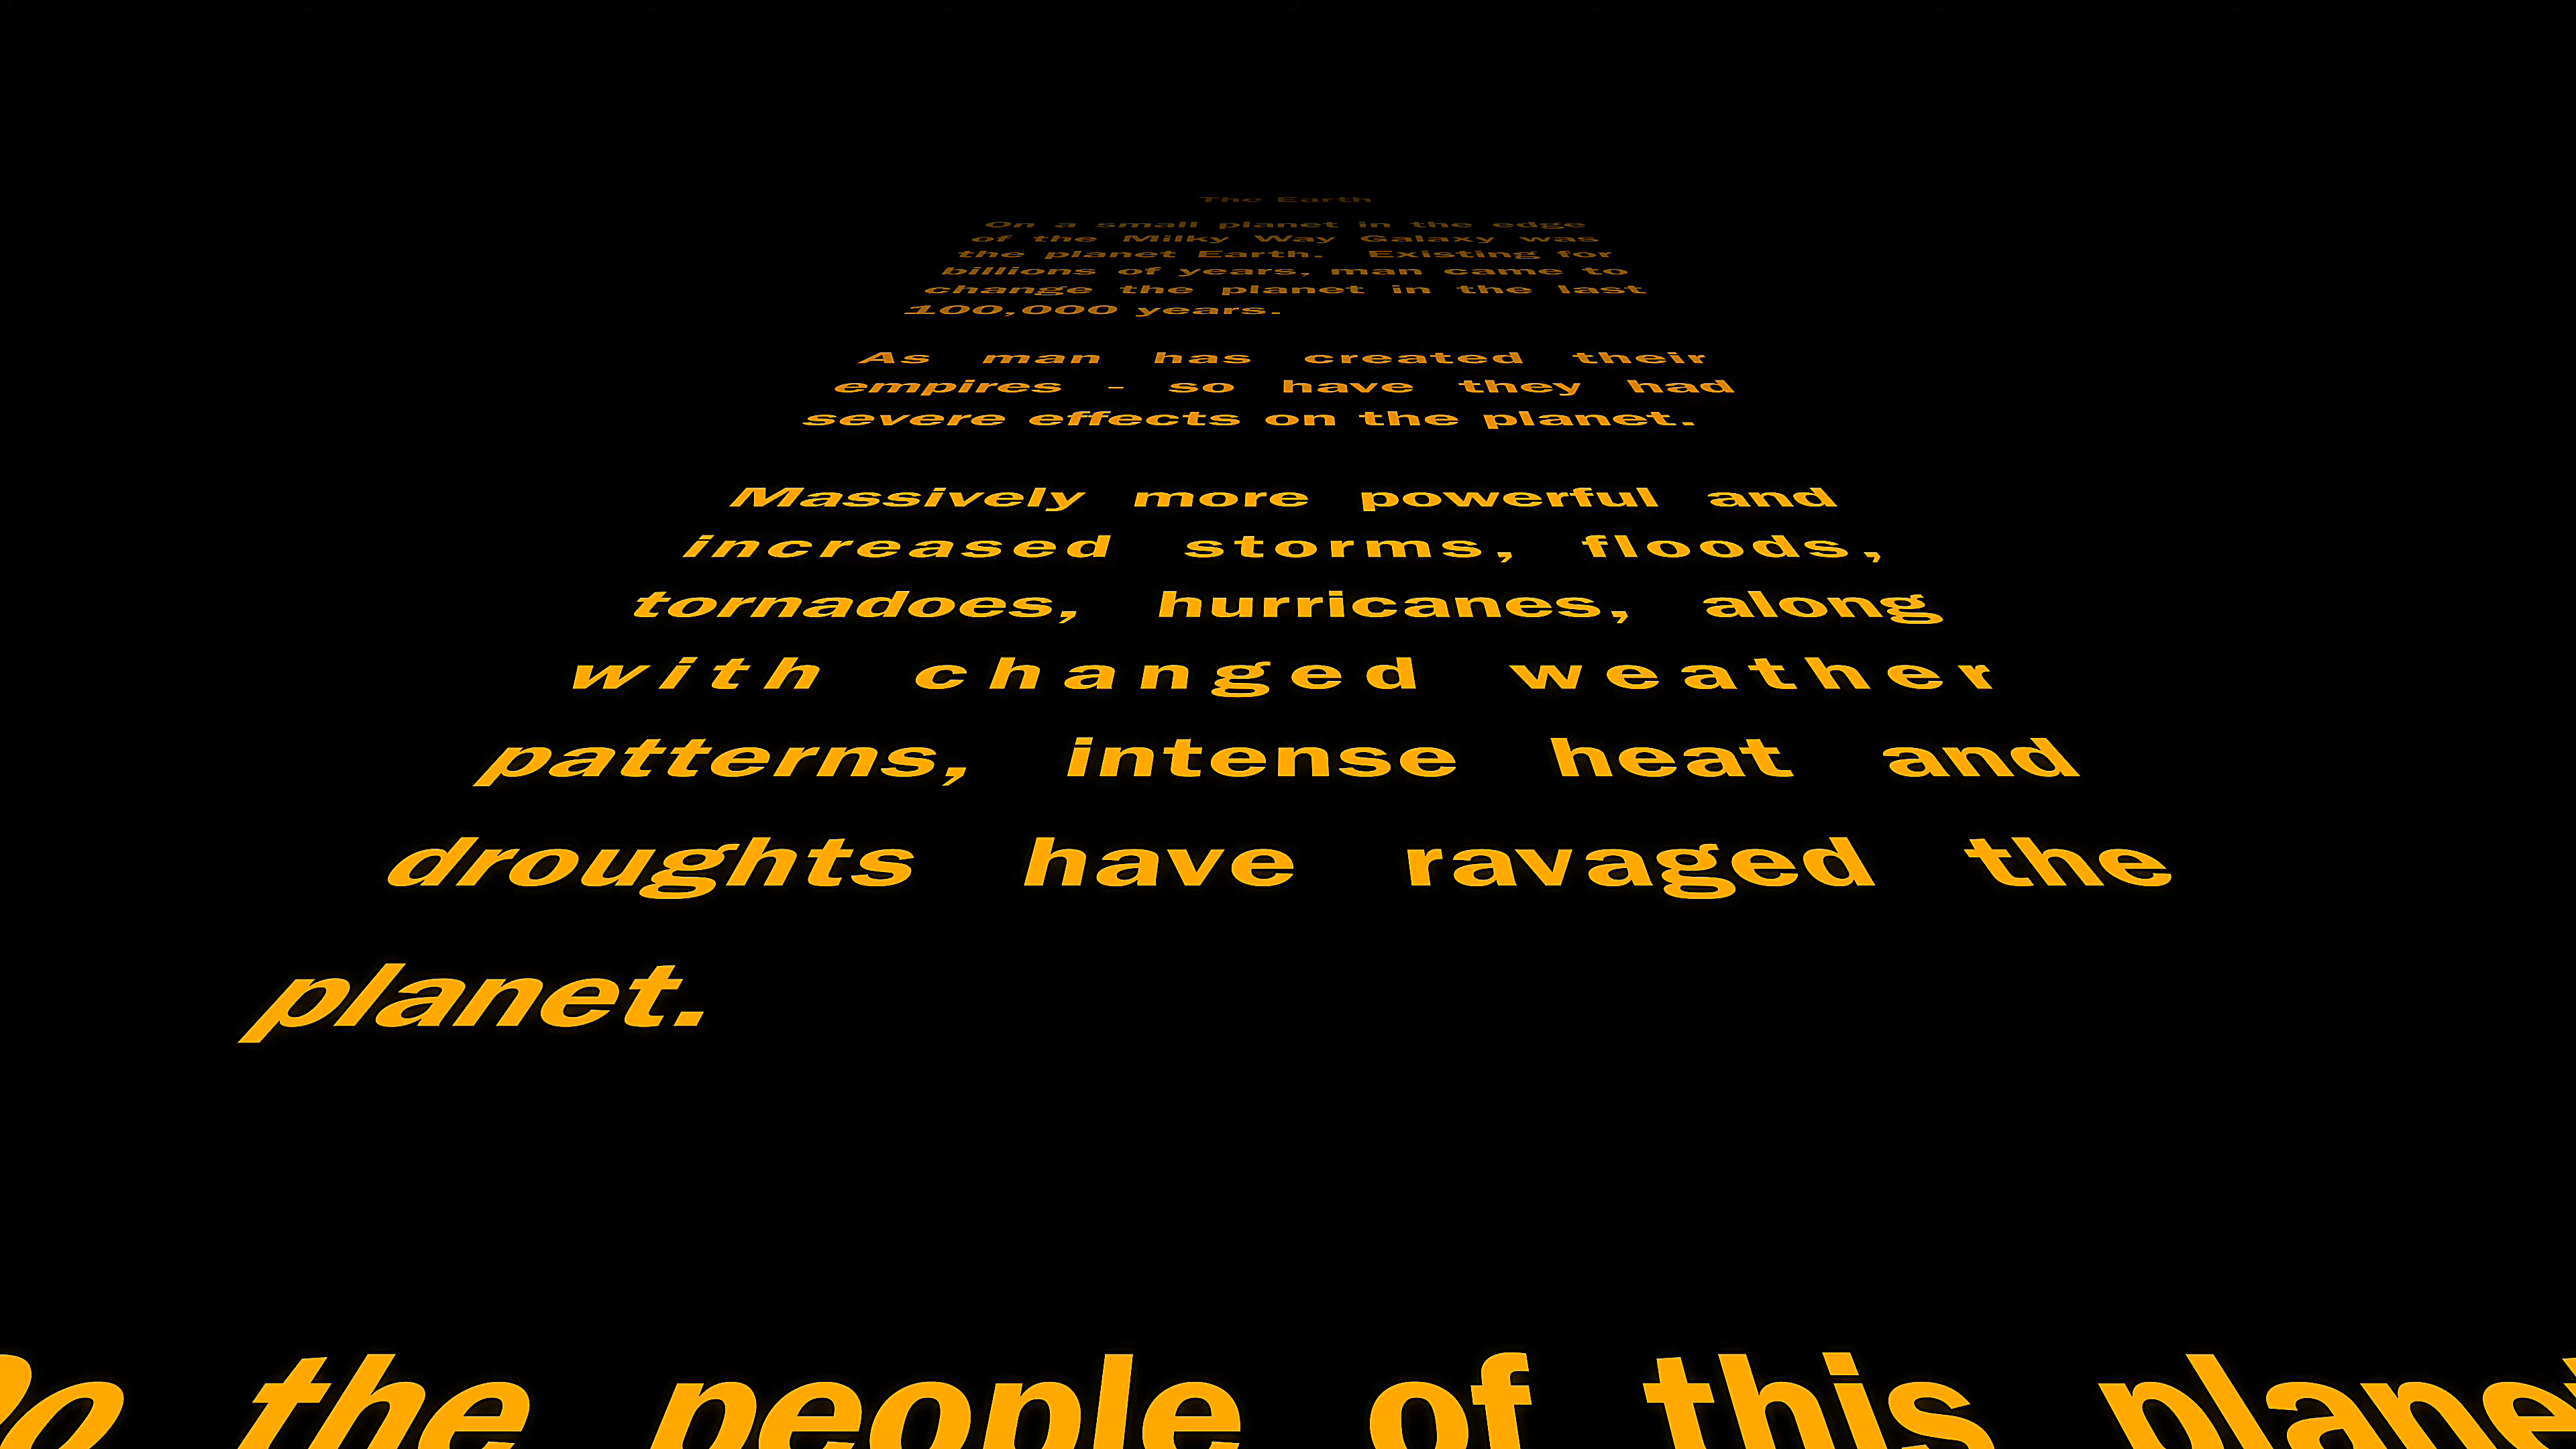 The Earth
On a small planet in the edge
of the Milky Way Galaxy was
the planet Earth. Existing for
billions of years, man came to
change the planet in the last
100,000 years.
As man has created their
empires - so have they had
severe effects on the planet.
Massively more powerful and
increased storms, floods,
tornadoes, hurricanes, along
with changed weather
patterns, intense heat and
droughts have ravaged the
planet.
Do the people of this planet